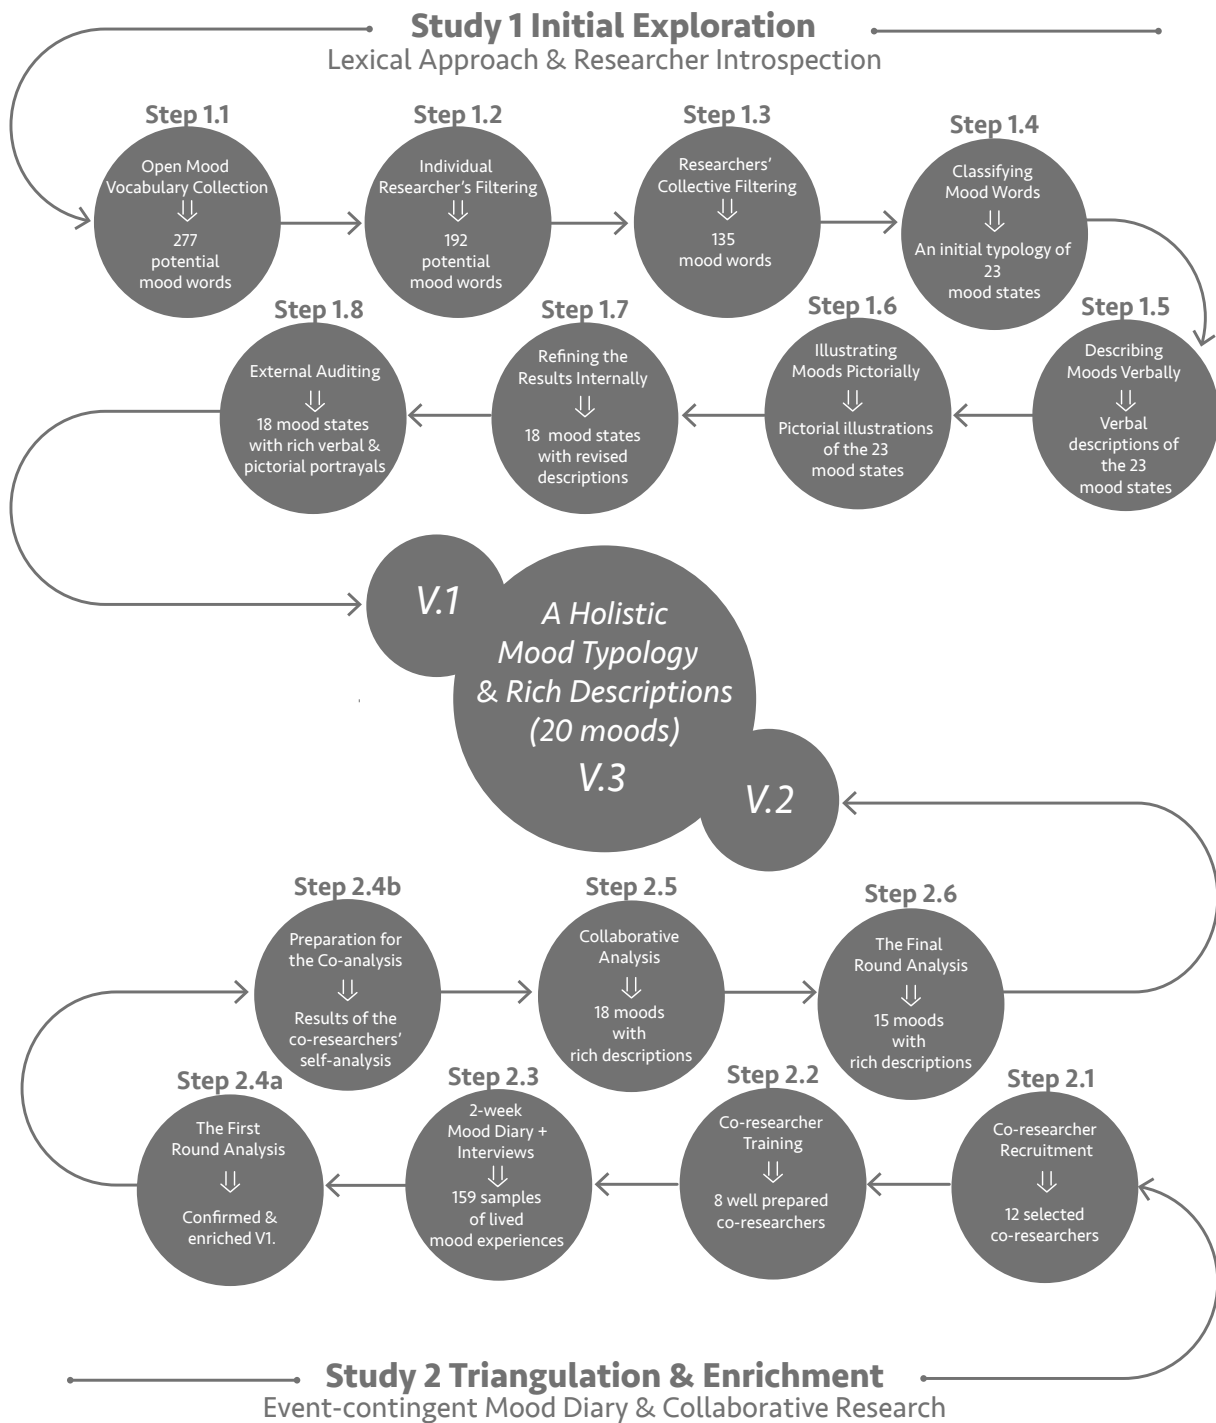 Study 1 Initial Exploration
Lexical Approach & Researcher Introspection
Step 1.1
Open Mood
Vocabulary Collection
⇓
277
potential
mood words
Step 1.2
Individual
Researcher's Filtering
⇓
192
potential
mood words
Step 1.3
Researchers'
Collective Filtering
⇓
135
mood words
Step 1.4
Classifying
Mood Words
⇓
An initial typology of
23
mood states
Step 1.5
Describing
Moods Verbally
⇓
Verbal
descriptions of
the 23
mood states
Step 1.6
Illustrating
Moods Pictorially
⇓
Pictorial illustrations
of the 23
mood states
Step 1.7
Refining the
Results Internally
⇓
18 mood states
with revised
descriptions
Step 1.8
External Auditing
⇓
18 mood states
with rich verbal &
pictorial portrayals
V.1
A Holistic
Mood Typology
& Rich Descriptions
(20 moods)
V.3
V.2
Step 2.4b
Preparation for
the Co-analysis
⇓
Results of the
co-researchers'
self-analysis
Step 2.5
Collaborative
Analysis
⇓
18 moods
with
rich descriptions
Step 2.6
The Final
Round Analysis
⇓
15 moods
with
rich descriptions
Step 2.4a
The First
Round Analysis
⇓
Confirmed &
enriched V1.
Step 2.3
2-week
Mood Diary +
Interviews
⇓
159 samples
of lived
mood experiences
Step 2.2
Co-researcher
Training
⇓
8 well prepared
co-researchers
Step 2.1
Co-researcher
Recruitment
⇓
12 selected
co-researchers
Study 2 Triangulation & Enrichment
Event-contingent Mood Diary & Collaborative Research